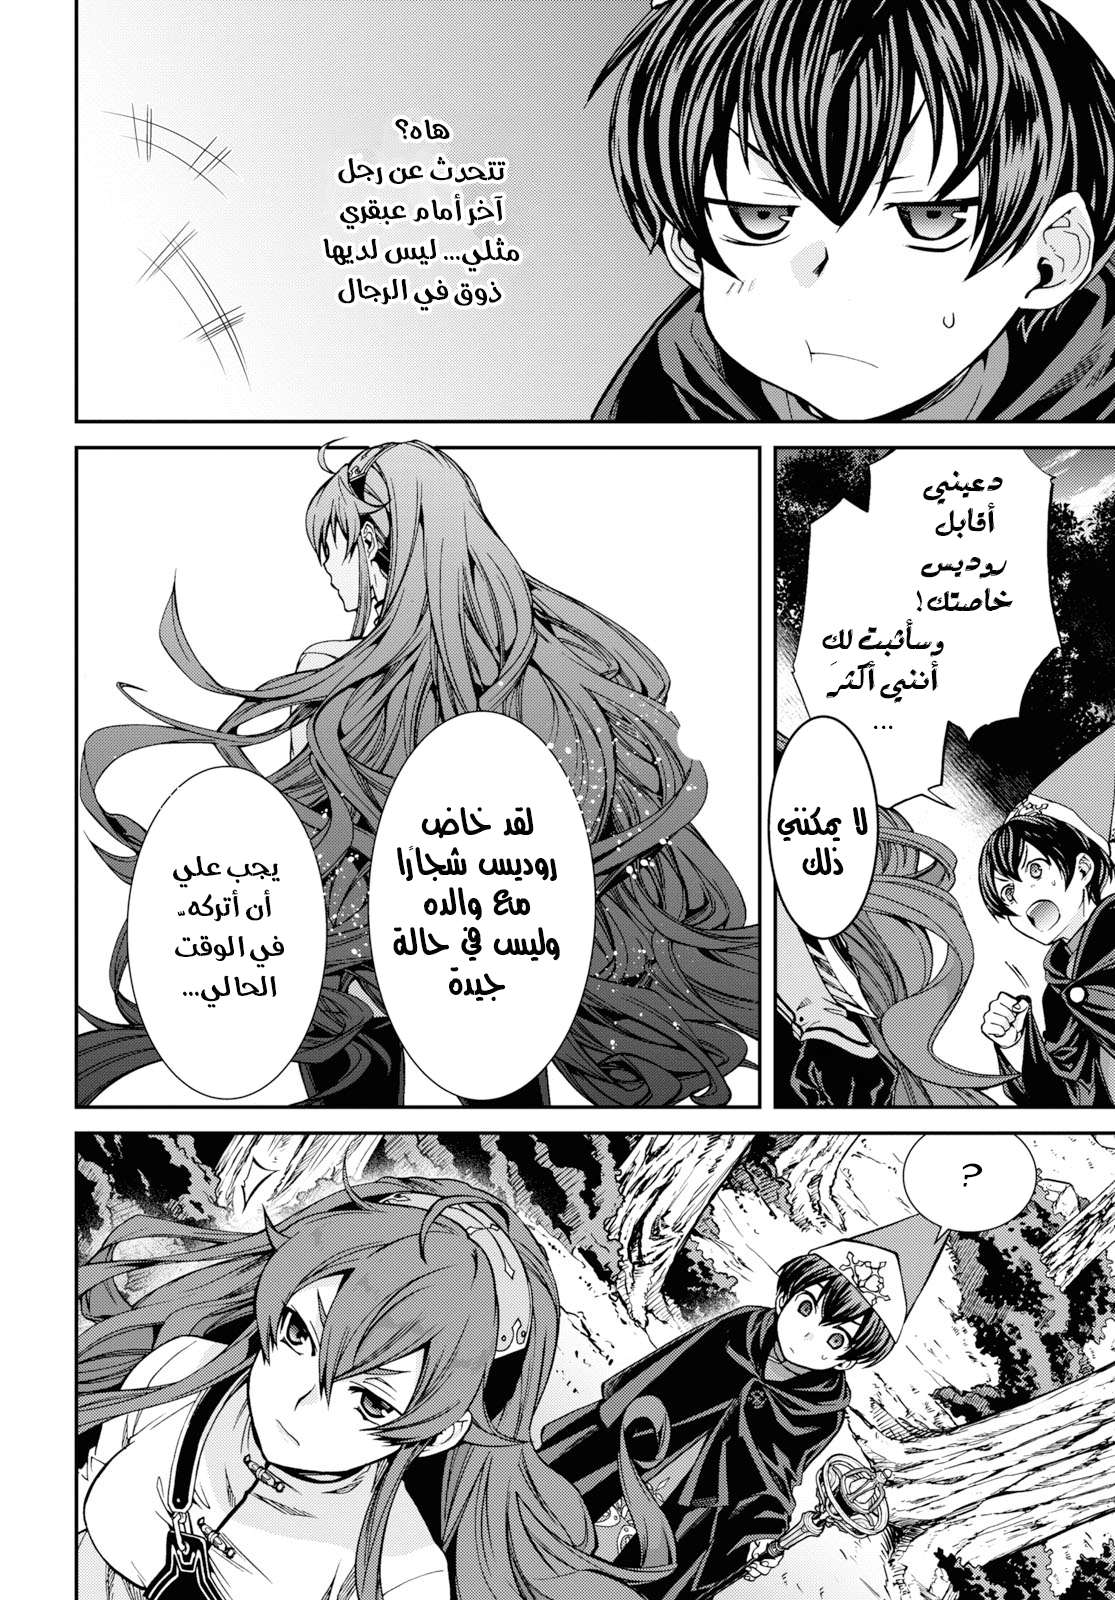 هاه؟
تتحدث عن رجل
آخر أمام عبقري
مثلي... ليس لديها
ذوق في الرجال
دعيني
أقابل
روديس
خاصتك!
وسأثبت لكِ
أنني أكثرَ
...
لا يمكنني
ذلك
لقد خاض
روديس شجارًا
مع والده
وليس في حالة
جيدة
يجب علي
أن أتركه
في الوقت
الحالي...
?